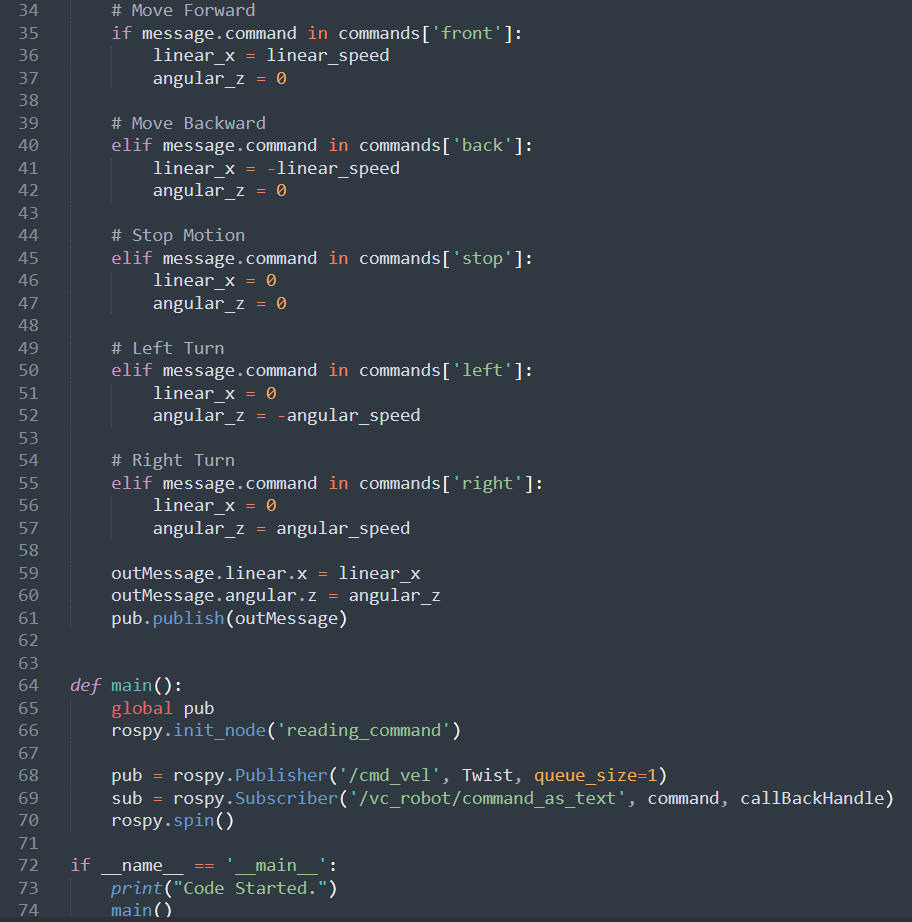 34 # Move Forward
35 if message.command in commands['front']:
36 linear_x = linear_speed
37 angular_z = 0
38
39 # Move Backward
40 elif message.command in commands['back']:
41 linear_x = -linear_speed
42 angular_z = 0
43
44 # Stop Motion
45 elif message.command in commands['stop']:
46 linear_x = 0
47 angular_z = 0
48
49 # Left Turn
50 elif message.command in commands['left']:
51 linear_x = 0
52 angular_z = -angular_speed
53
54 # Right Turn
55 elif message.command in commands['right']:
56 linear_x = 0
57 angular_z = angular_speed
58
59 outMessage.linear.x = linear_x
60 outMessage.angular.z = angular_z
61 pub.publish(outMessage)
62
63
64 def main():
65 global pub
66 rospy.init_node('reading_command')
67
68 pub = rospy.Publisher('/cmd_vel', Twist, queue_size=1)
69 sub = rospy.Subscriber('/vc_robot/command_as_text', command, callBackHandle)
70 rospy.spin()
71
72 if __name__ == '__main__':
73 print("Code Started.")
74 main()